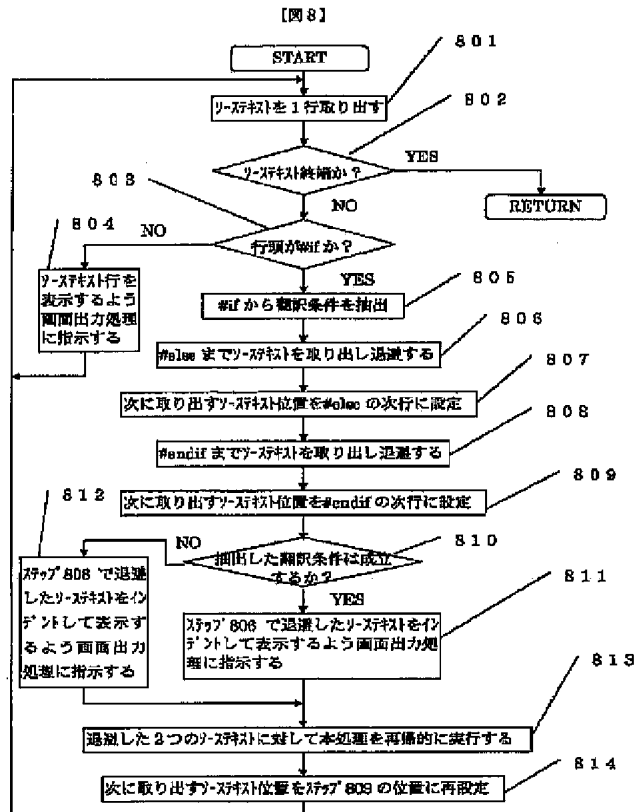 【図8】
801
START
ソーステキストを1行取り出す
802
ソーステキスト終端か？
YES
803
NO
RETURN
804
NO
行頭が#ifか？
ソーステキスト行を
表示するよう
画面出力処理
に指示する
YES
805
#ifから翻訳条件を抽出
806
#elseまでソーステキストを取り出し退避する
807
次に取り出すソーステキスト位置を#elseの次行に設定
808
#endifまでソーステキストを取り出し退避する
809
812
次に取り出すソーステキスト位置を#endifの次行に設定
810
NO
抽出した翻訳条件は成立
するか？
811
YES
ステップ808で退避
したソーステキストをイン
デントして表示す
るよう画面出力
処理に指示する
ステップ806で退避したソーステキストをイン
デントして表示するよう画面出力処
理に指示する
813
退避した2つのソーステキストに対して本処理を再帰的に実行する
814
次に取り出すソーステキスト位置をステップ809の位置に再設定